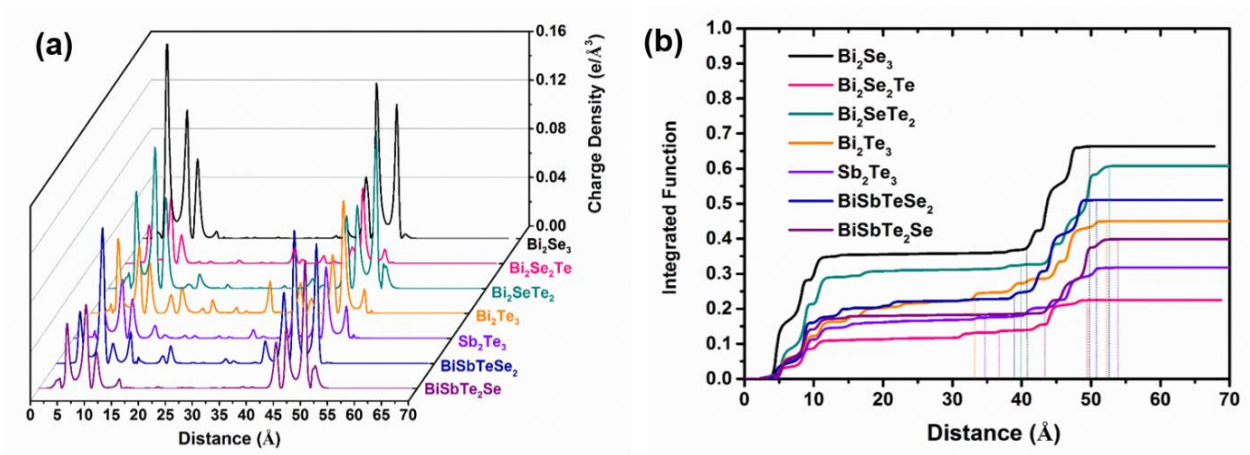 (a)
0.16
0.12
0.08
0.04
0.00
Charge Density (e/Å³)
Bi₂Se₃
Bi₂Se₂Te
Bi₂SeTe₂
Bi₂Te₃
Sb₂Te₃
BiSbTeSe₂
BiSbTe₂Se
0 5 10 15 20 25 30 35 40 45 50 55 60 65 70
Distance (Å)
(b)
1.0
0.9
0.8
0.7
0.6
0.5
0.4
0.3
0.2
0.1
0.0
Integrated Function
Bi₂Se₃
Bi₂Se₂Te
Bi₂SeTe₂
Bi₂Te₃
Sb₂Te₃
BiSbTeSe₂
BiSbTe₂Se
0 10 20 30 40 50 60 70
Distance (Å)